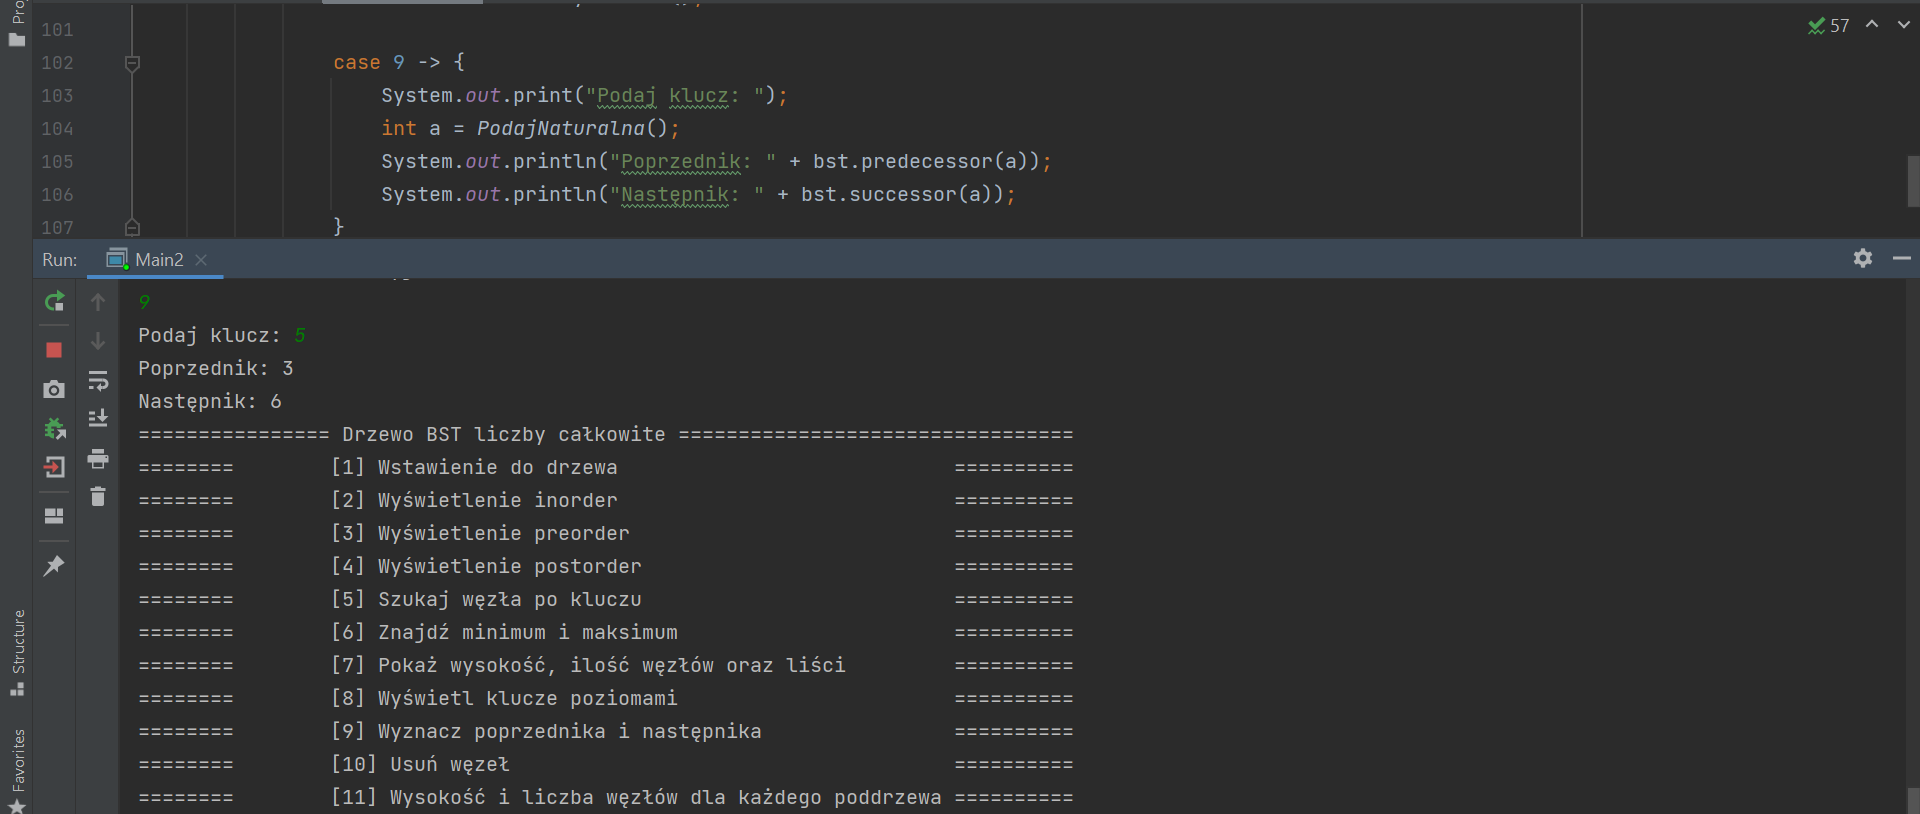 Pro
101
57
102 case 9 -> {
103 System.out.print("Podaj klucz: ");
104 int a = PodajNaturalna();
105 System.out.println("Poprzednik: " + bst.predecessor(a));
106 System.out.println("Następnik: " + bst.successor(a));
107 }
Run: Main2
9
Podaj klucz: 5
Poprzednik: 3
Następnik: 6
================ Drzewo BST liczby całkowite =================================
======== [1] Wstawienie do drzewa ==========
======== [2] Wyświetlenie inorder ==========
======== [3] Wyświetlenie preorder ==========
======== [4] Wyświetlenie postorder ==========
======== [5] Szukaj węzła po kluczu ==========
======== [6] Znajdź minimum i maksimum ==========
======== [7] Pokaż wysokość, ilość węzłów oraz liści ==========
======== [8] Wyświetl klucze poziomami ==========
======== [9] Wyznacz poprzednika i następnika ==========
======== [10] Usuń węzeł ==========
======== [11] Wysokość i liczba węzłów dla każdego poddrzewa ==========
Structure
Favorites